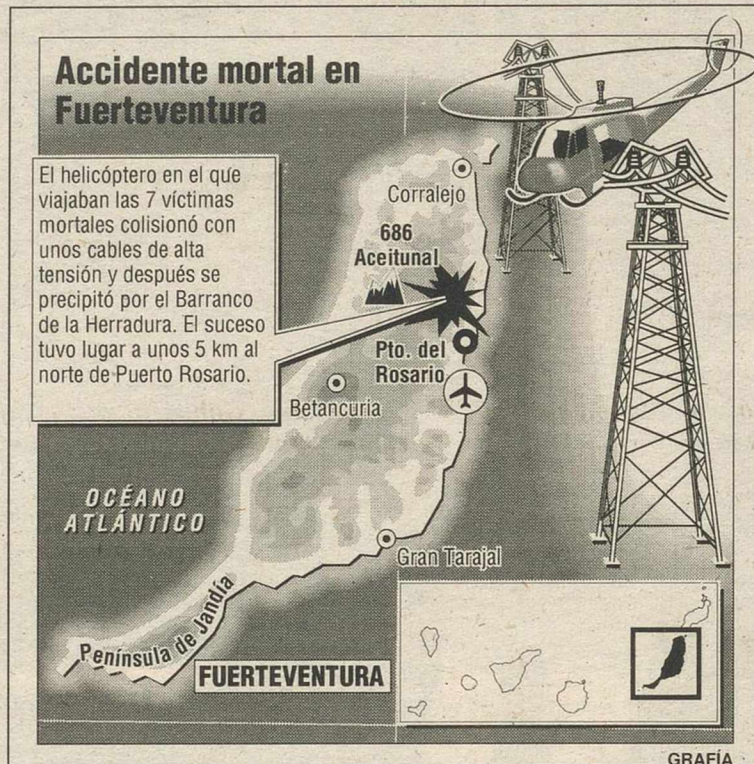 Accidente mortal en
Fuerteventura
El helicóptero en el que
viajaban las 7 víctimas
mortales colisionó con
unos cables de alta
tensión y después se
precipitó por el Barranco
de la Herradura. El suceso
tuvo lugar a unos 5 km al
norte de Puerto Rosario.
Corralejo
686
Aceitunal
Pto. del
Rosario
Betancuria
OCÉANO
ATLÁNTICO
Gran Tarajal
Península de Jandía
FUERTEVENTURA
GRAFÍA